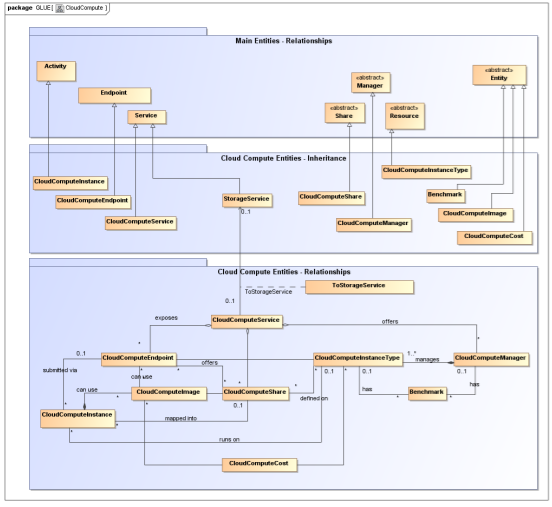 package GLUE[ CloudCompute ]
Main Entities - Relationships
Activity
Endpoint
Service
«abstract»
Manager
«abstract»
Share
«abstract»
Resource
«abstract»
Entity
Cloud Compute Entities - Inheritance
CloudComputeInstance
CloudComputeEndpoint
CloudComputeService
StorageService
0..1
CloudComputeShare
CloudComputeManager
CloudComputeInstanceType
Benchmark
CloudComputeImage
CloudComputeCost
Cloud Compute Entities - Relationships
ToStorageService
ToStorageService
0..1
CloudComputeService
exposes
offers
*
*
0..1
CloudComputeEndpoint
CloudComputeInstanceType
1..*
CloudComputeManager
submitted via
offers
0..1
manages
0..1
*
can use
*
*
*
has
has
can use
*
CloudComputeImage
*
CloudComputeShare
*
defined on
*
Benchmark
*
0..1
*
CloudComputeInstance
mapped into
*
*
*
runs on
*
CloudComputeCost